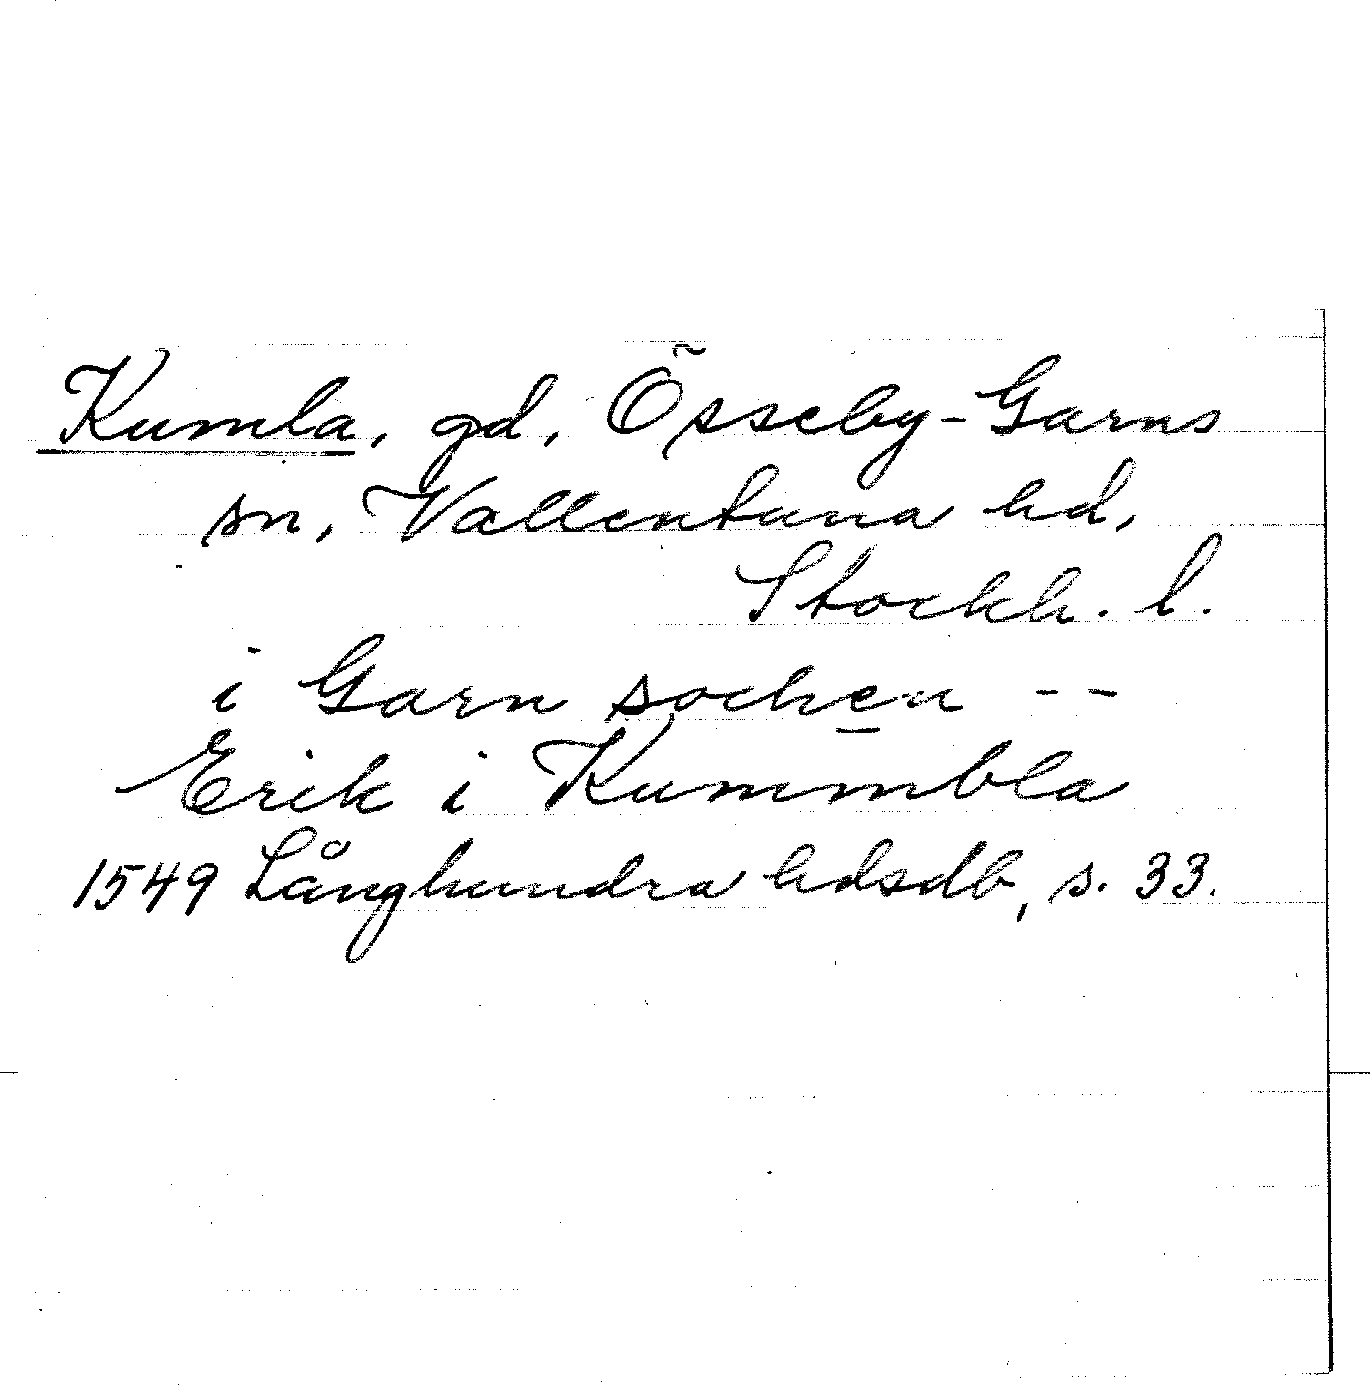 Kumla, gd, Össeby-Garns
sn, Vallentuna hd,
Stockh. l.
i Garn sochen --
Erik i Kummbla
1549 Långhundra hdsdb, s. 33.